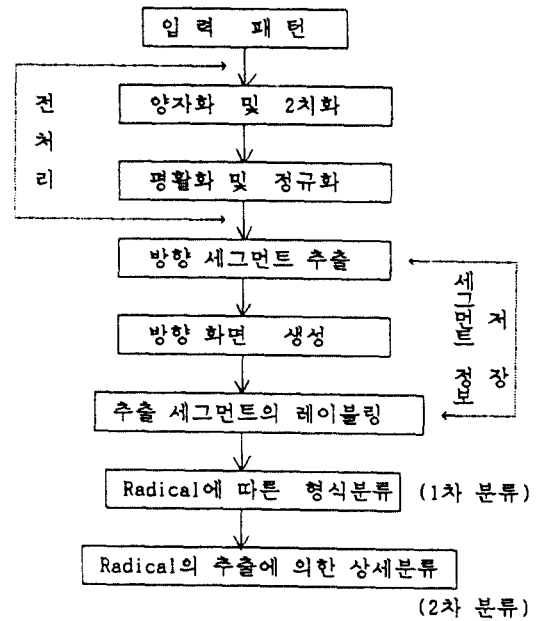 입력 패턴
전처리
양자화 및 2치화
평활화 및 정규화
방향 세그먼트 추출
세그먼트 정보
저장
방향 화면 생성
추출 세그먼트의 레이블링
Radical에 따른 형식분류 (1차 분류)
Radical의 추출에 의한 상세분류
(2차 분류)